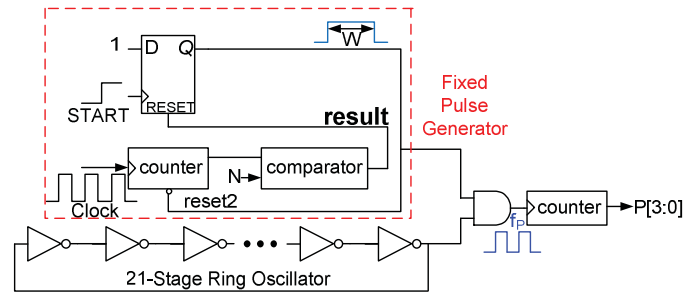 1
D Q
W
RESET
START
result
Fixed
Pulse
Generator
counter
comparator
N
reset2
Clock
fP
counter
P[3:0]
21-Stage Ring Oscillator